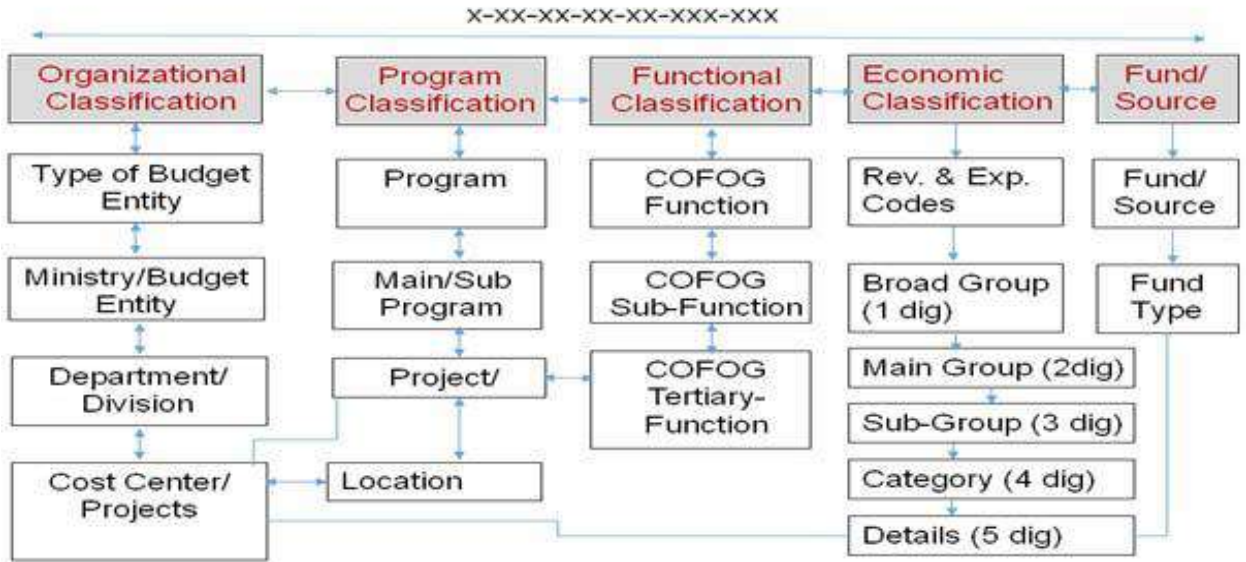 x-xx-xx-xx-xx-xxx-xxx
Organizational
Classification
Program
Classification
Functional
Classification
Economic
Classification
Fund/
Source
Type of Budget
Entity
Program
COFOG
Function
Rev. & Exp.
Codes
Fund/
Source
Ministry/Budget
Entity
Main/Sub
Program
COFOG
Sub-Function
Broad Group
(1 dig)
Fund
Type
Department/
Division
Project/
COFOG
Tertiary-
Function
Main Group (2dig)
Sub-Group (3 dig)
Cost Center/
Projects
Location
Category (4 dig)
Details (5 dig)